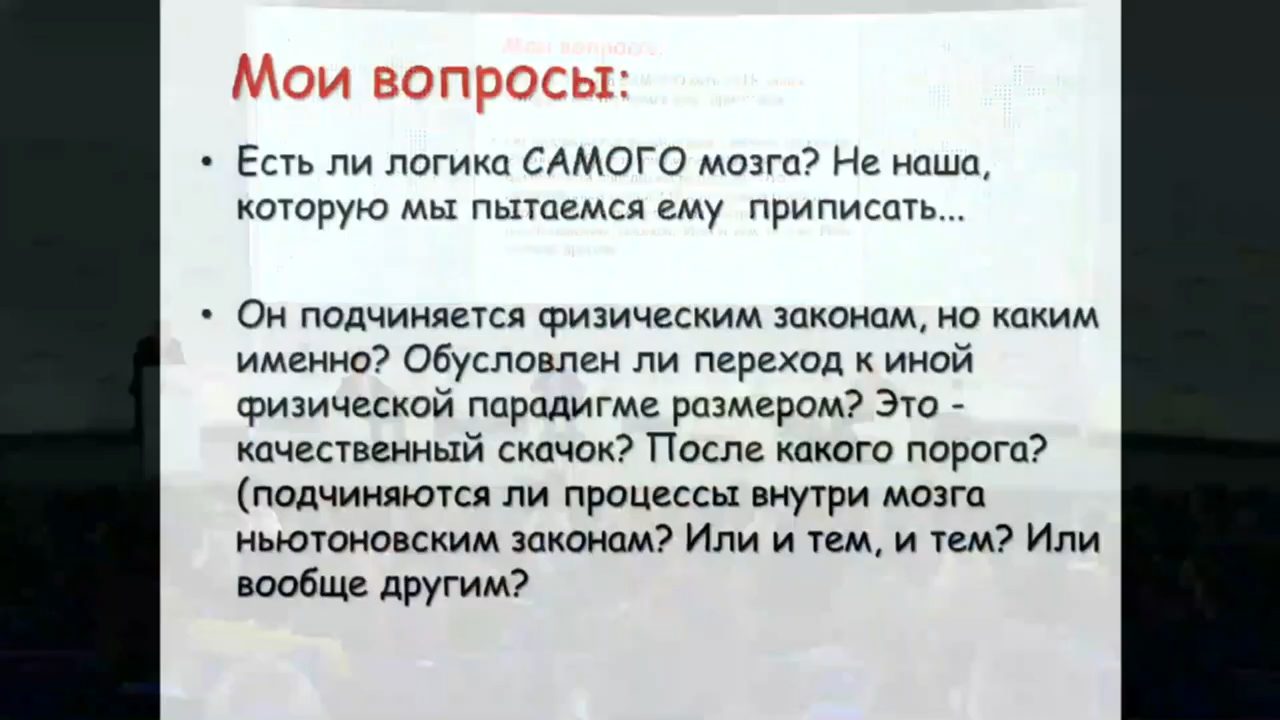 Мои вопросы:
• Есть ли логика САМОГО мозга? Не наша,
которую мы пытаемся ему приписать...
• Он подчиняется физическим законам, но каким
именно? Обусловлен ли переход к иной
физической парадигме размером? Это -
качественный скачок? После какого порога?
(подчиняются ли процессы внутри мозга
ньютоновским законам? Или и тем, и тем? Или
вообще другим?